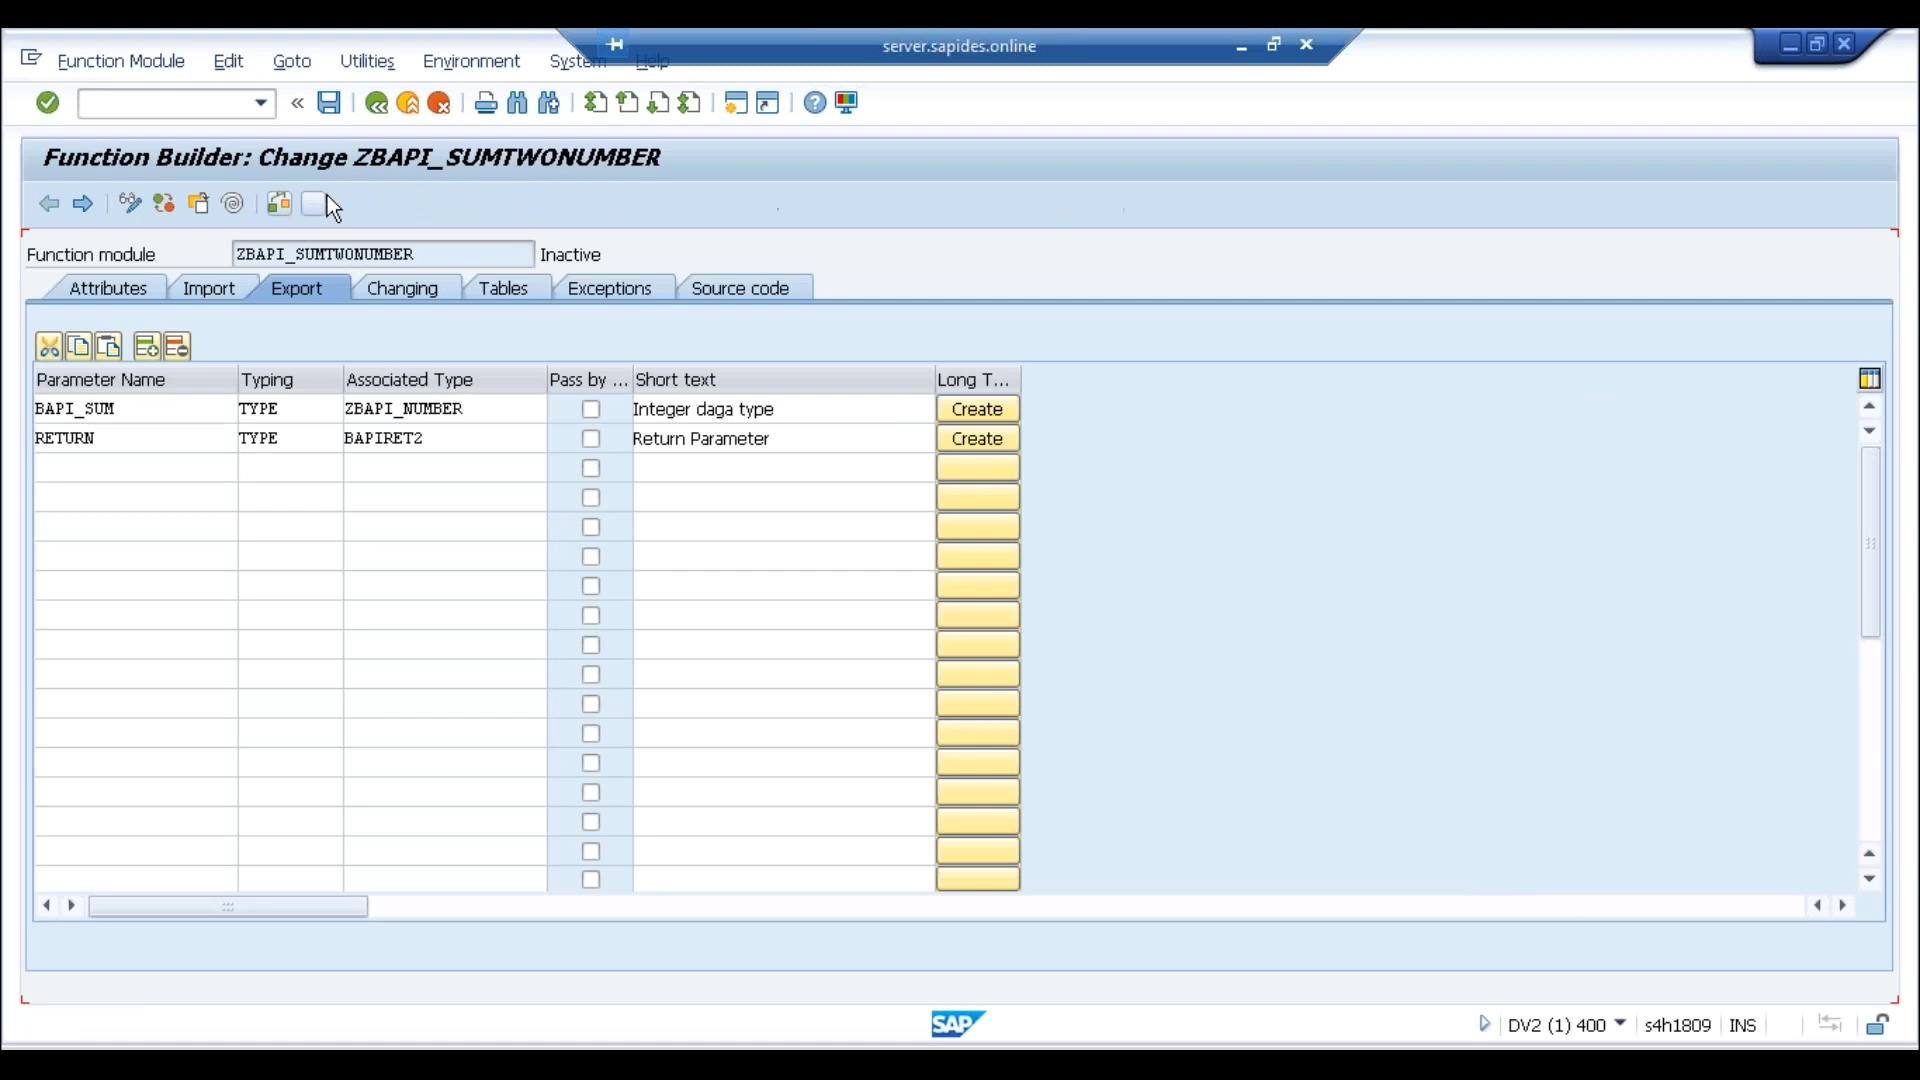 server.sapides.online
Function Module Edit Goto Utilities Environment System Help
Function Builder: Change ZBAPI_SUMTWONUMBER
Function module ZBAPI_SUMTWONUMBER Inactive
Attributes Import Export Changing Tables Exceptions Source code
Parameter Name Typing Associated Type Pass by ... Short text Long T...
BAPI_SUM TYPE ZBAPI_NUMBER Integer daga type Create
RETURN TYPE BAPIRET2 Return Parameter Create
SAP DV2 (1) 400 s4h1809 INS